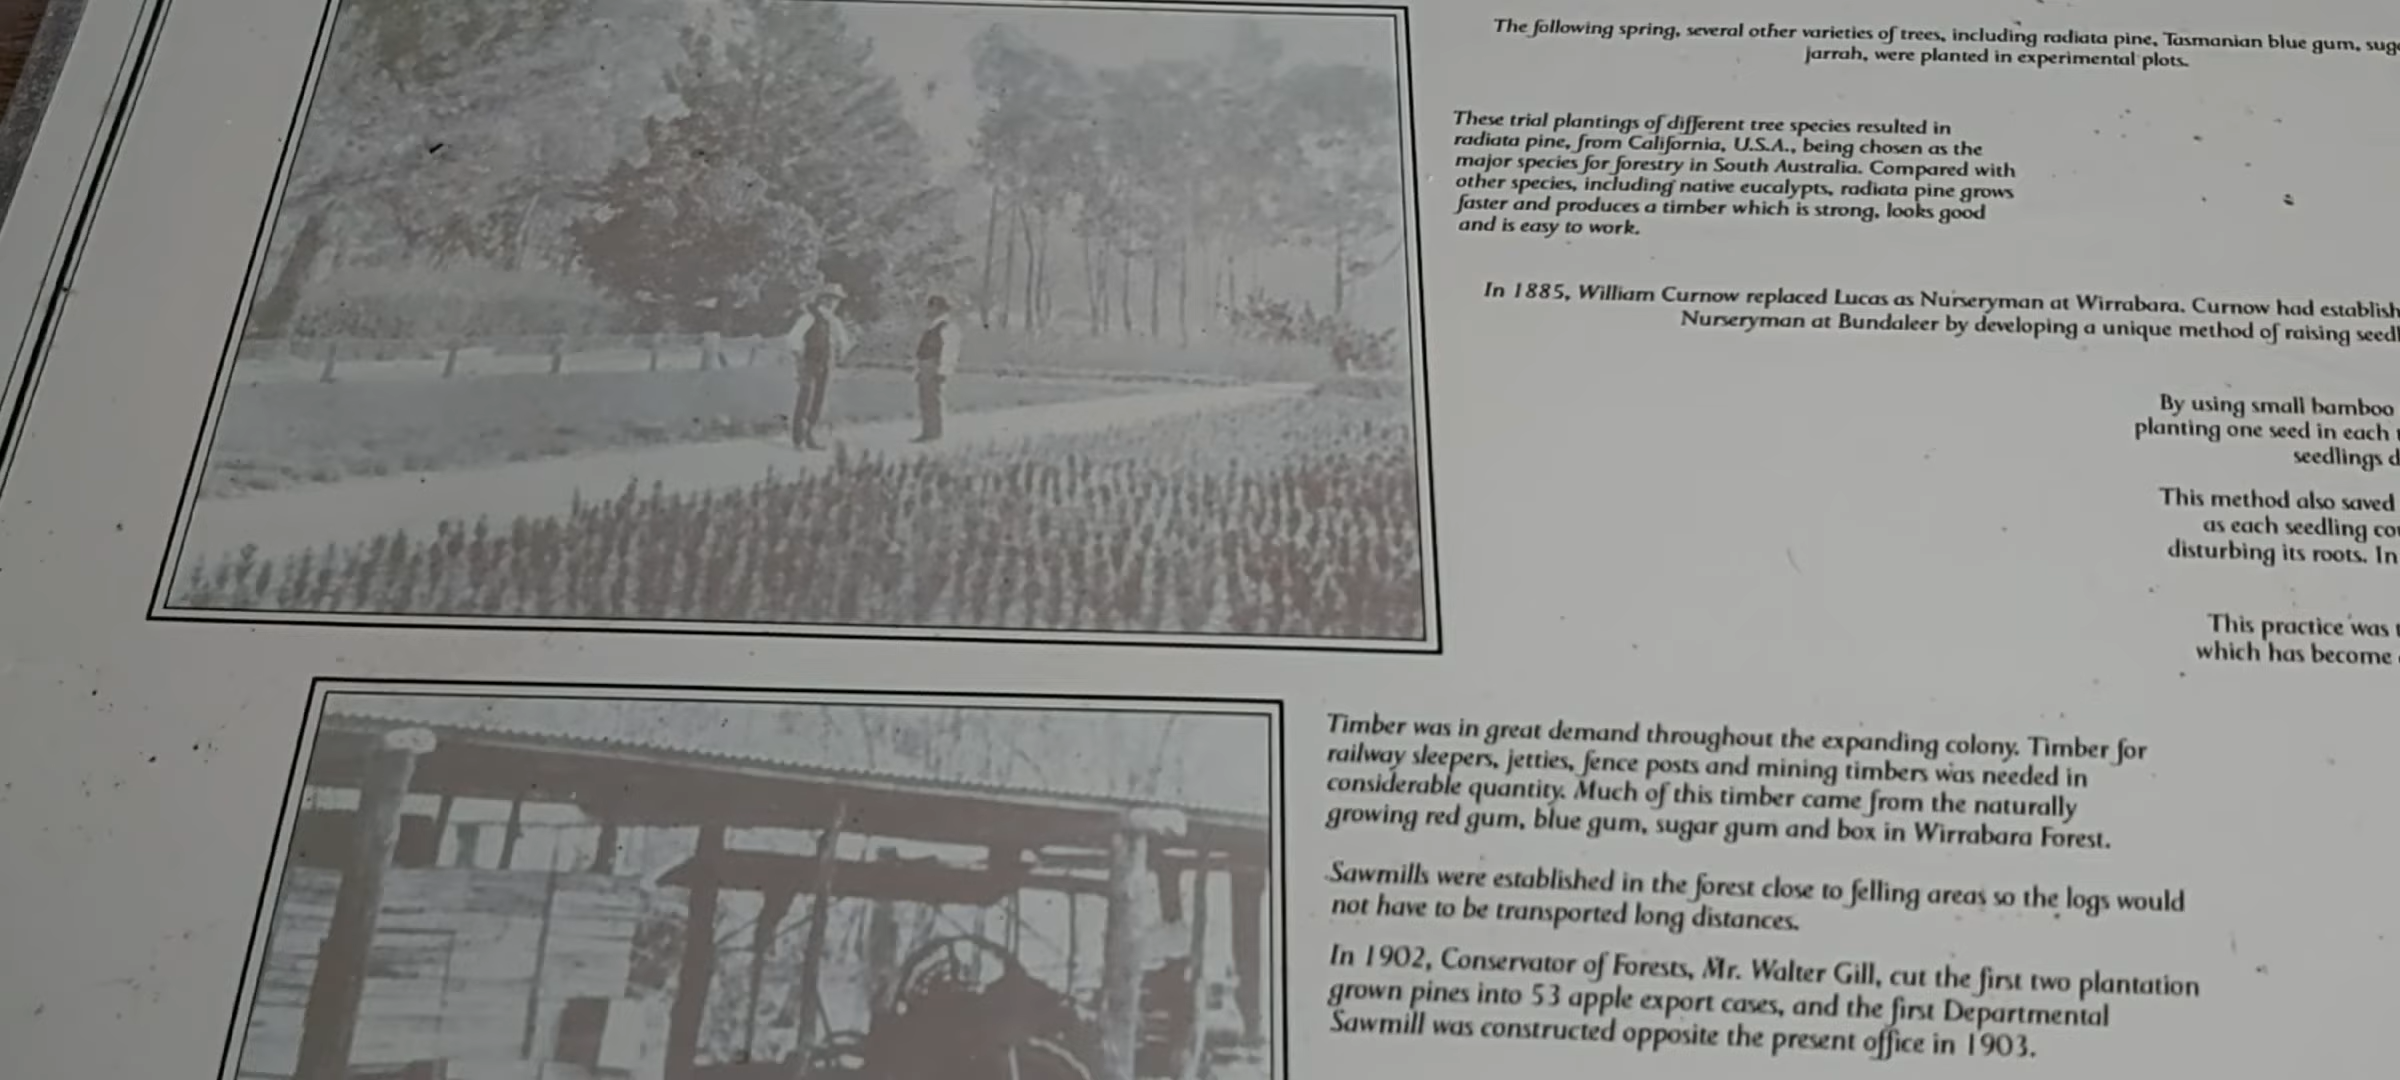 The following spring, several other varieties of trees, including radiata pine, Tasmanian blue gum,
jarrah, were planted in experimental plots.
These trial plantings of different tree species resulted in
radiata pine, from California, U.S.A., being chosen as the
major species for forestry in South Australia. Compared with
other species, including native eucalypts, radiata pine grows
faster and produces a timber which is strong, looks good
and is easy to work.
In 1885, William Curnow replaced Lucas as Nurseryman at Wirrabara. Curnow had
Nurseryman at Bundaleer by developing a unique method of raising
By using small bamboo
planting one seed in each
seedlings
This method also saved
as each seedling
disturbing its roots. In
This practice was
which has become
Timber was in great demand throughout the expanding colony. Timber for
railway sleepers, jetties, fence posts and mining timbers was needed in
considerable quantity. Much of this timber came from the naturally
growing red gum, blue gum, sugar gum and box in Wirrabara Forest.
Sawmills were established in the forest close to felling areas so the logs would
not have to be transported long distances.
In 1902, Conservator of Forests, Mr. Walter Gill, cut the first two plantation
grown pines into 53 apple export cases, and the first Departmental
Sawmill was constructed opposite the present office in 1903.